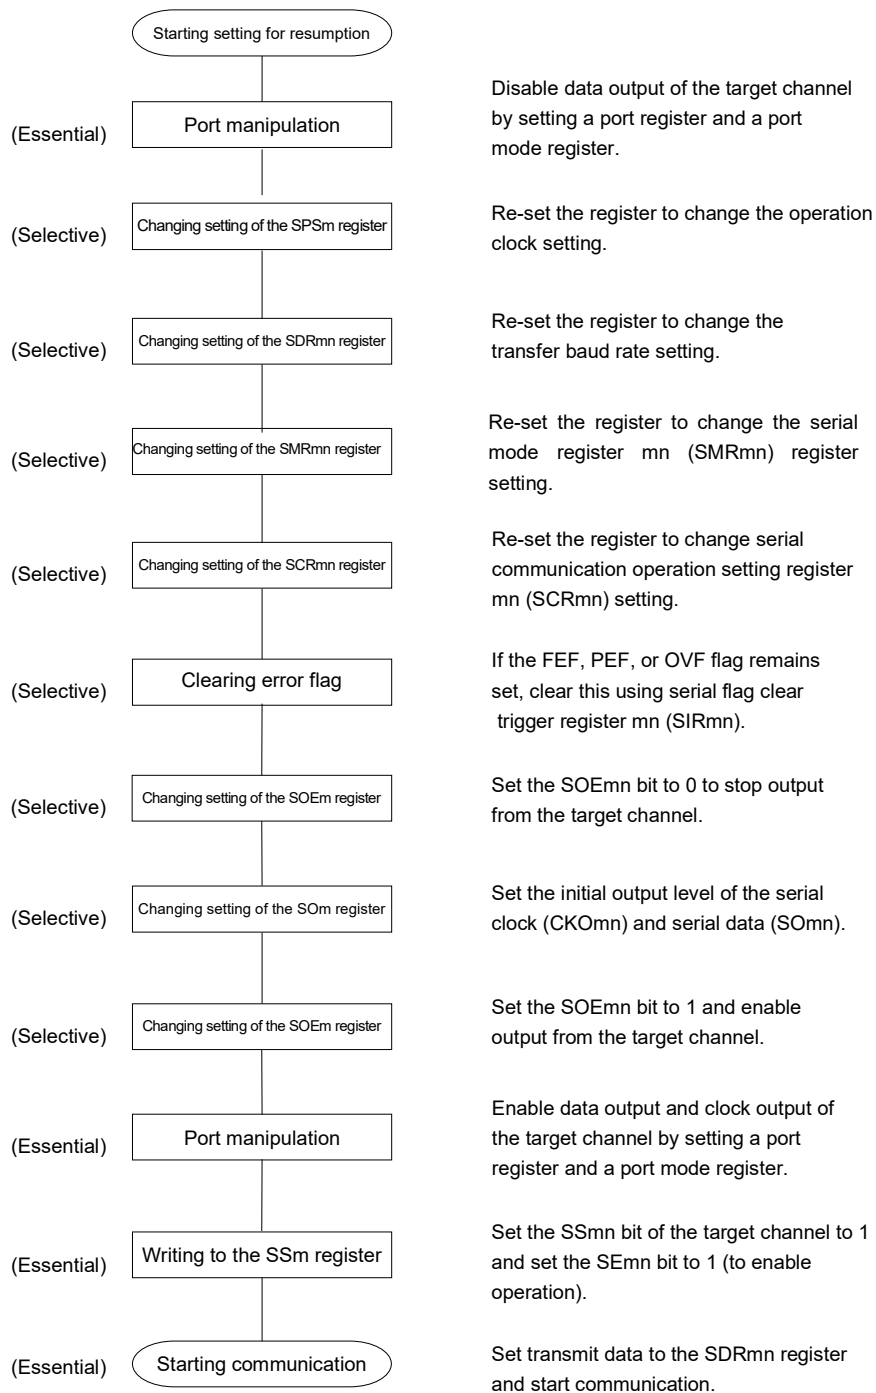 Starting setting for resumption
(Essential)
Port manipulation
Disable data output of the target channel
by setting a port register and a port
mode register.
(Selective)
Changing setting of the SPSm register
Re-set the register to change the operation
clock setting.
(Selective)
Changing setting of the SDRmn register
Re-set the register to change the
transfer baud rate setting.
(Selective)
Changing setting of the SMRmn register
Re-set the register to change the serial
mode register mn (SMRmn) register
setting.
(Selective)
Changing setting of the SCRmn register
Re-set the register to change serial
communication operation setting register
mn (SCRmn) setting.
(Selective)
Clearing error flag
If the FEF, PEF, or OVF flag remains
set, clear this using serial flag clear
trigger register mn (SIRmn).
(Selective)
Changing setting of the SOEm register
Set the SOEmn bit to 0 to stop output
from the target channel.
(Selective)
Changing setting of the SOm register
Set the initial output level of the serial
clock (CKOmn) and serial data (SOmn).
(Selective)
Changing setting of the SOEm register
Set the SOEmn bit to 1 and enable
output from the target channel.
(Essential)
Port manipulation
Enable data output and clock output of
the target channel by setting a port
register and a port mode register.
(Essential)
Writing to the SSm register
Set the SSmn bit of the target channel to 1
and set the SEmn bit to 1 (to enable
operation).
(Essential)
Starting communication
Set transmit data to the SDRmn register
and start communication.